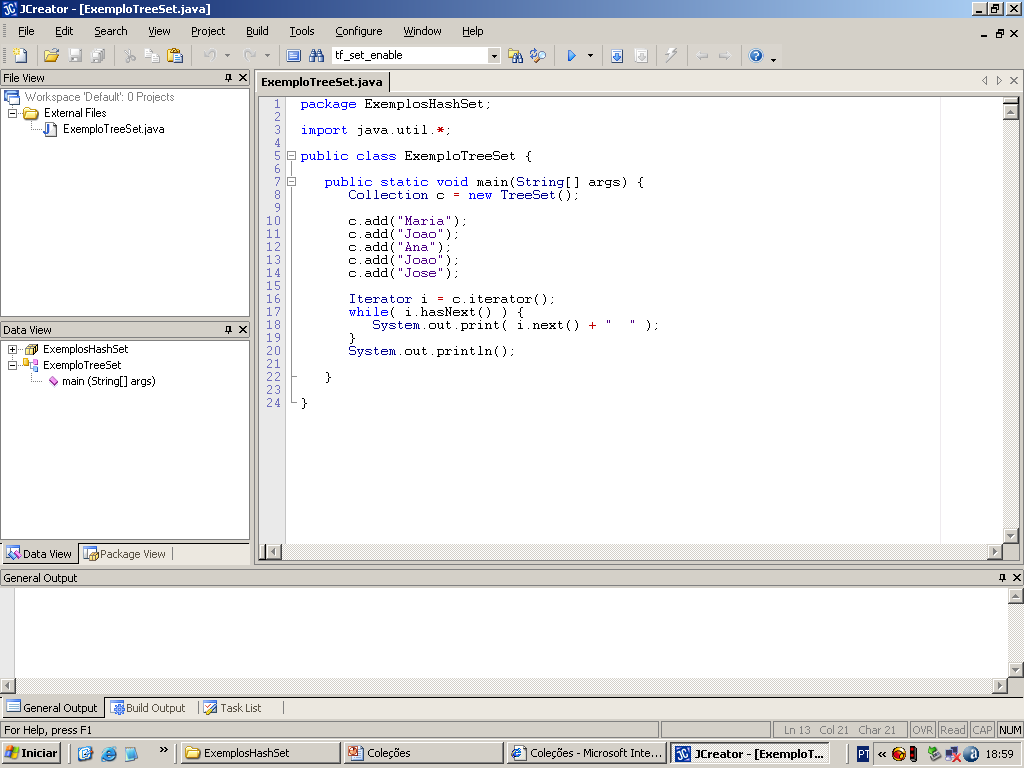 JCreator - [ExemploTreeSet.java]
File Edit Search View Project Build Tools Configure Window Help
tf_set_enable
File View
Workspace 'Default': 0 Projects
External Files
ExemploTreeSet.java
Data View
ExemplosHashSet
ExemploTreeSet
main (String[] args)
Data View Package View
ExemploTreeSet.java
1 package ExemplosHashSet;
2
3 import java.util.*;
4
5 public class ExemploTreeSet {
6
7 public static void main(String[] args) {
8 Collection c = new TreeSet();
9
10 c.add("Maria");
11 c.add("Joao");
12 c.add("Ana");
13 c.add("Joao");
14 c.add("Jose");
15
16 Iterator i = c.iterator();
17 while( i.hasNext() ) {
18 System.out.print( i.next() + "  " );
19 }
20 System.out.println();
21
22 }
23
24 }
General Output
General Output Build Output Task List
For Help, press F1
Ln 13 Col 21 Char 21 OVR Read CAP NUM
Iniciar » ExemplosHashSet Coleções Coleções - Microsoft Inte... JCreator - [ExemploT... PT « 18:59